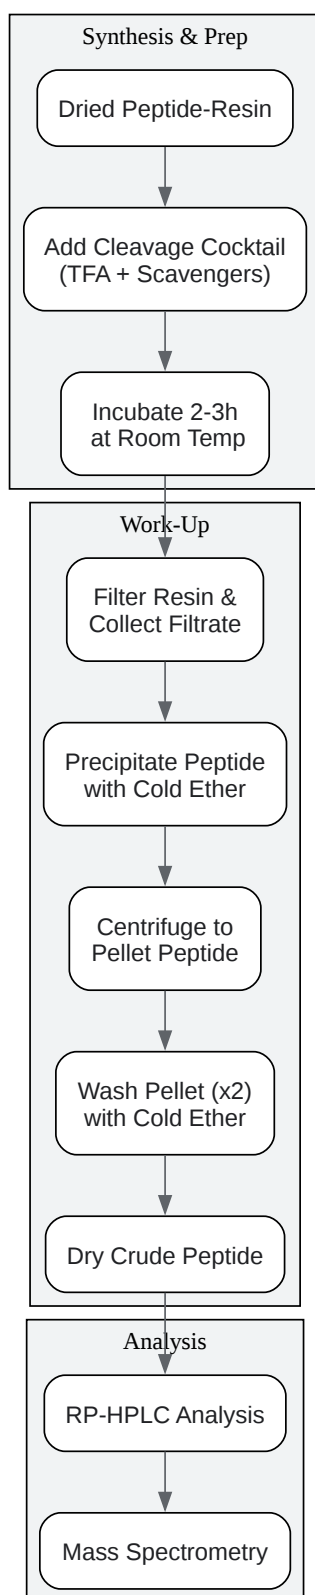 Synthesis & Prep
Dried Peptide-Resin
Add Cleavage Cocktail
(TFA + Scavengers)
Incubate 2-3h
at Room Temp
Work-Up
Filter Resin &
Collect Filtrate
Precipitate Peptide
with Cold Ether
Centrifuge to
Pellet Peptide
Wash Pellet (x2)
with Cold Ether
Dry Crude Peptide
Analysis
RP-HPLC Analysis
Mass Spectrometry